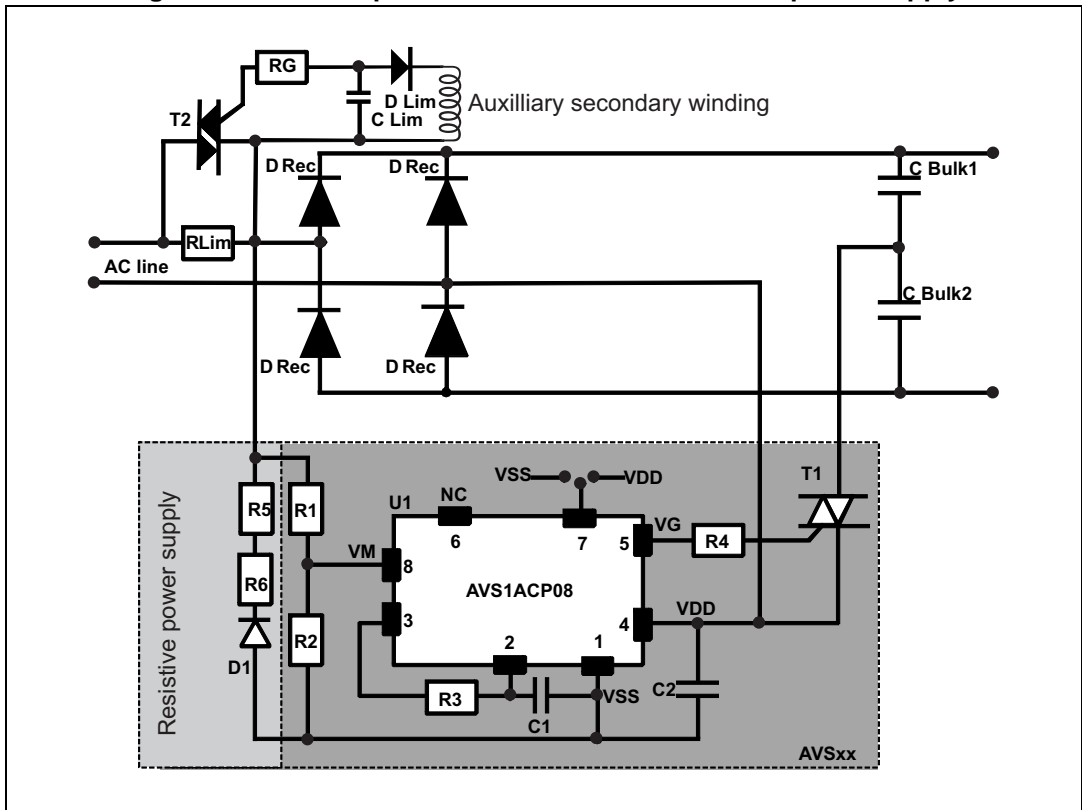 RG
D Lim
C Lim
Auxilliary secondary winding
T2
D Rec
D Rec
C Bulk1
RLim
AC line
C Bulk2
D Rec
D Rec
Resistive power supply
R5
R6
D1
R1
R2
VM
U1
NC
6
VSS
VDD
7
VG
5
R4
T1
8
AVS1ACP08
3
4
VDD
2
1
R3
C1
VSS
C2
AVSxx